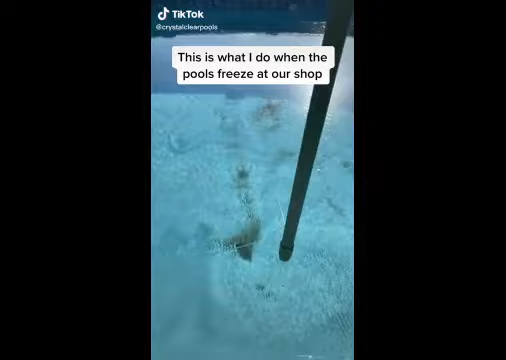 TikTok
@crystalclearpools
This is what I do when the
pools freeze at our shop